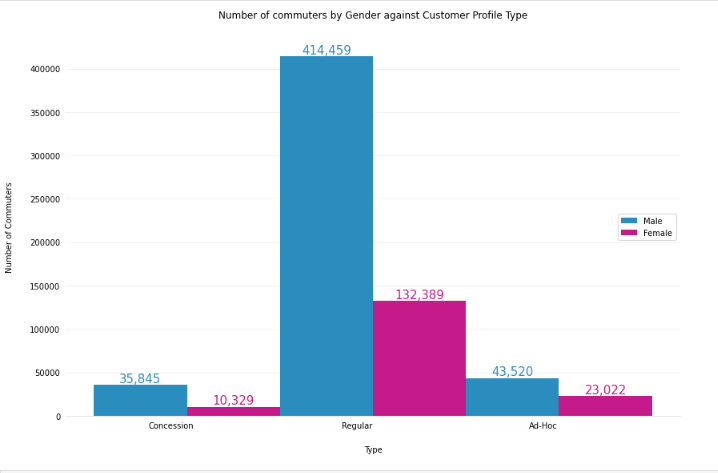 Number of commuters by Gender against Customer Profile Type
414,459
400000
350000
300000
250000
Number of Commuters
Male
Female
200000
150000
132,389
100000
50000
35,845
43,520
10,329
23,022
0
Concession
Regular
Ad-Hoc
Type